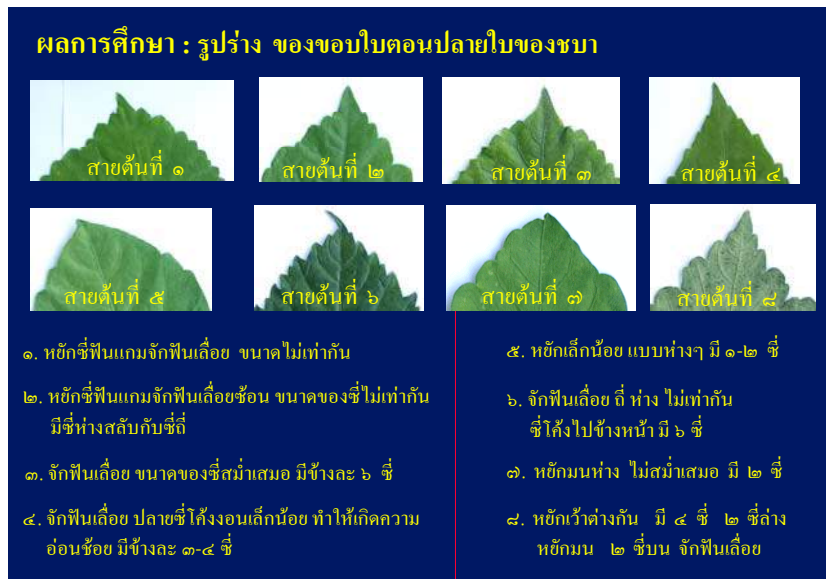 ผลการศึกษา : รูปร่าง ของขอบใบตอนปลายใบของชบา
สายต้นที่ ๑
สายต้นที่ ๒
สายต้นที่ ๓
สายต้นที่ ๔
สายต้นที่ ๕
สายต้นที่ ๖
สายต้นที่ ๗
สายต้นที่ ๘
๑. หยักซี่ฟันแกมจักฟันเลื่อย ขนาดไม่เท่ากัน
๒. หยักซี่ฟันแกมจักฟันเลื่อยซ้อน ขนาดของซี่ไม่เท่ากัน
มีซี่ห่างสลับกับซี่ถี่
๓. จักฟันเลื่อย ขนาดของซี่สม่ำเสมอ มีข้างละ ๖ ซี่
๔. จักฟันเลื่อย ปลายซี่โค้งงอนเล็กน้อย ทำให้เกิดความ
อ่อนช้อย มีข้างละ ๓-๔ ซี่
๕. หยักเล็กน้อย แบบห่างๆ มี ๑-๒ ซี่
๖. จักฟันเลื่อย ถี่ ห่าง ไม่เท่ากัน
ซี่โค้งไปข้างหน้า มี ๖ ซี่
๗. หยักมนห่าง ไม่สม่ำเสมอ มี ๒ ซี่
๘. หยักเว้าต่างกัน มี ๔ ซี่ ๒ ซี่ล่าง
หยักมน ๒ ซี่บน จักฟันเลื่อย